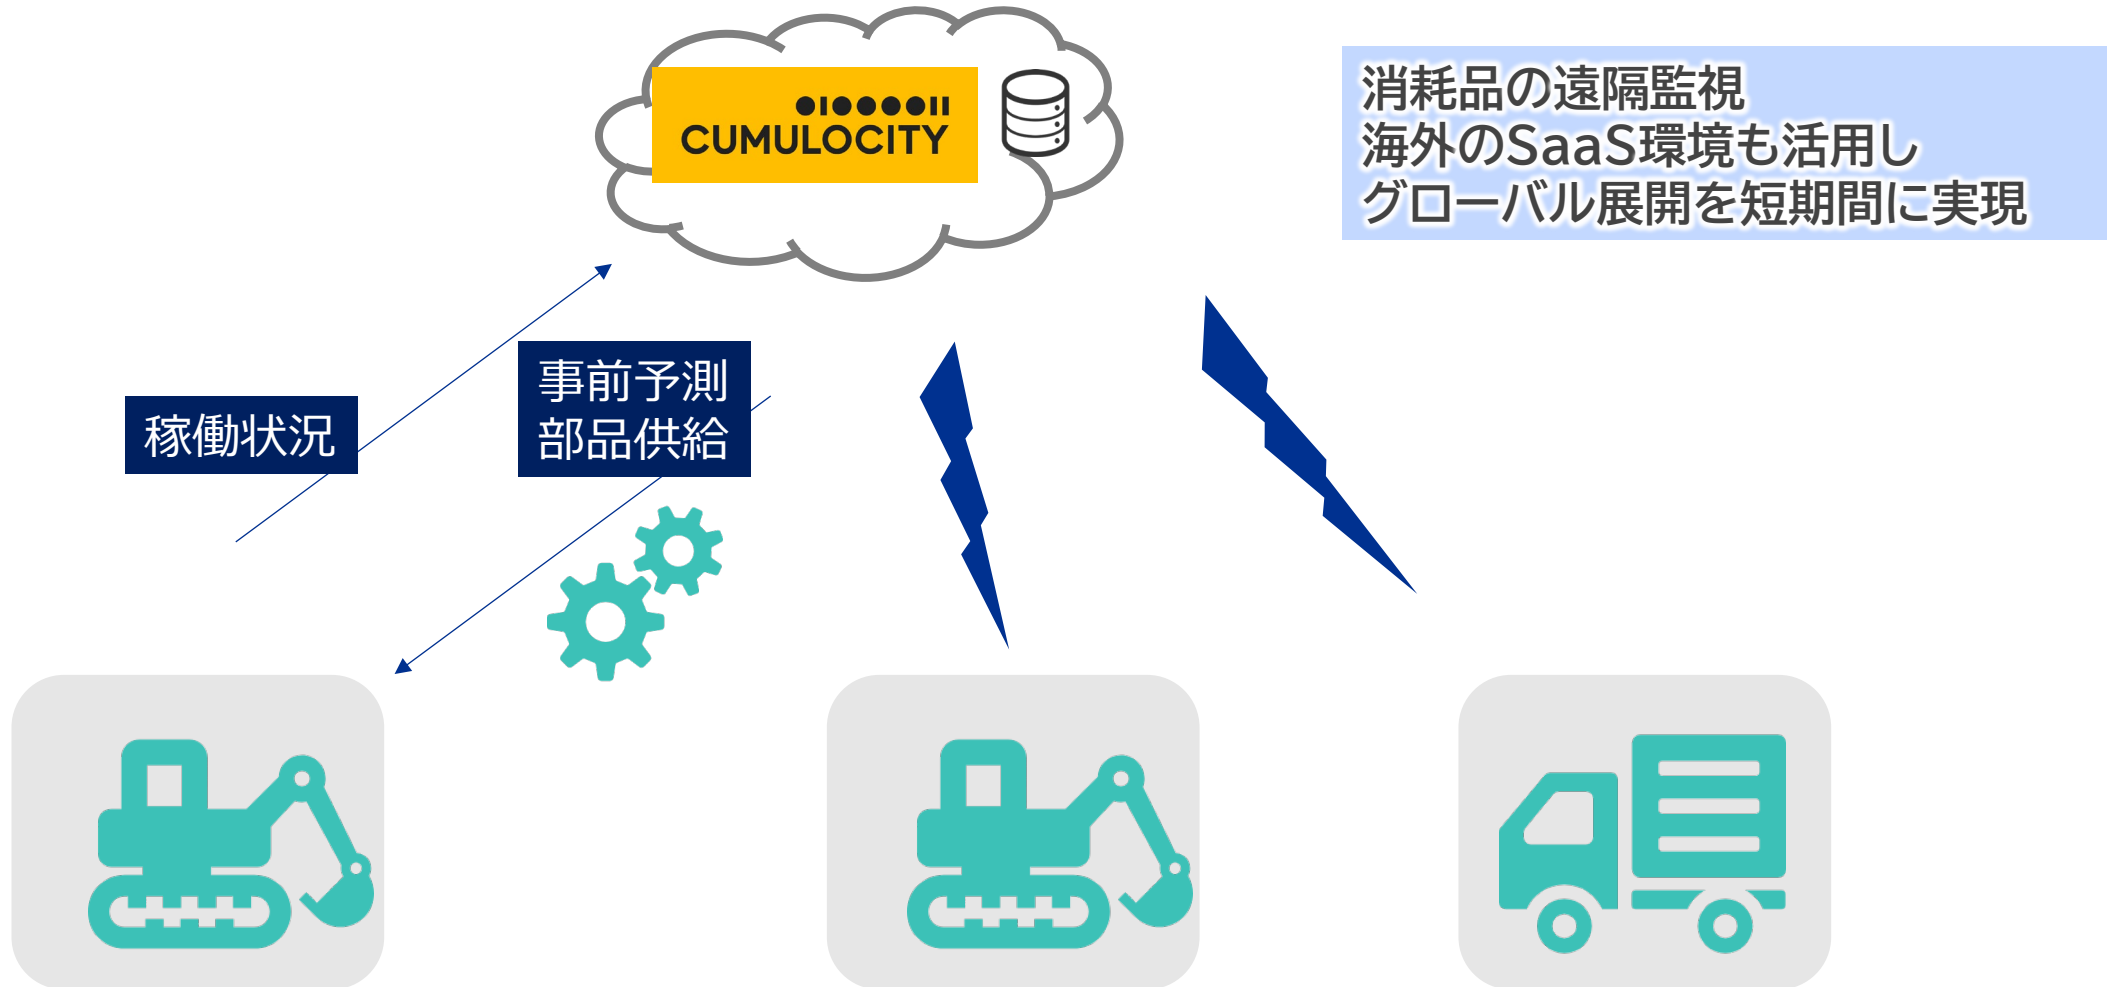 CUMULOCITY
消耗品の遠隔監視
海外のSaaS環境も活用し
グローバル展開を短期間に実現
事前予測
部品供給
稼働状況